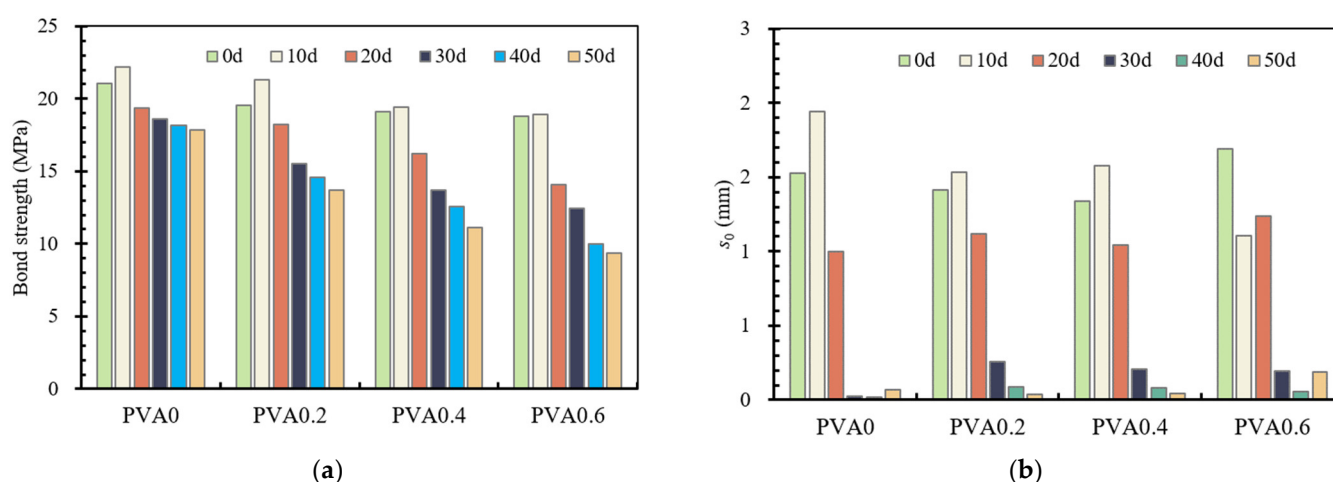 25
20
15
10
5
0
Bond strength (MPa)
0d 10d 20d 30d 40d 50d
PVA0 PVA0.2 PVA0.4 PVA0.6
(a)
3
2
2
1
1
0
s₀ (mm)
0d 10d 20d 30d 40d 50d
PVA0 PVA0.2 PVA0.4 PVA0.6
(b)